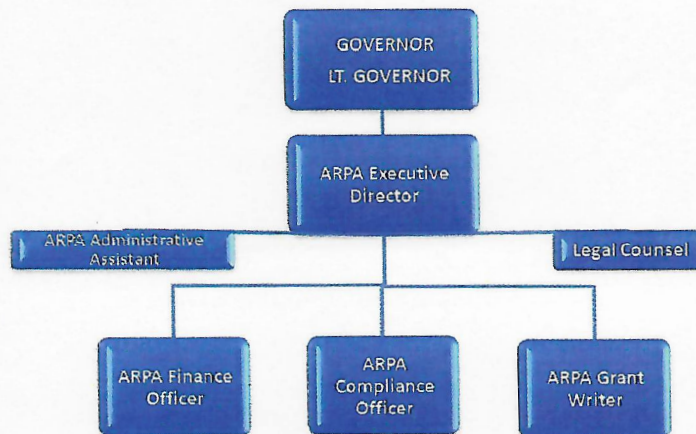 GOVERNOR
LT. GOVERNOR
ARPA Executive
Director
ARPA Administrative
Assistant
Legal Counsel
ARPA Finance
Officer
ARPA
Compliance
Officer
ARPA Grant
Writer